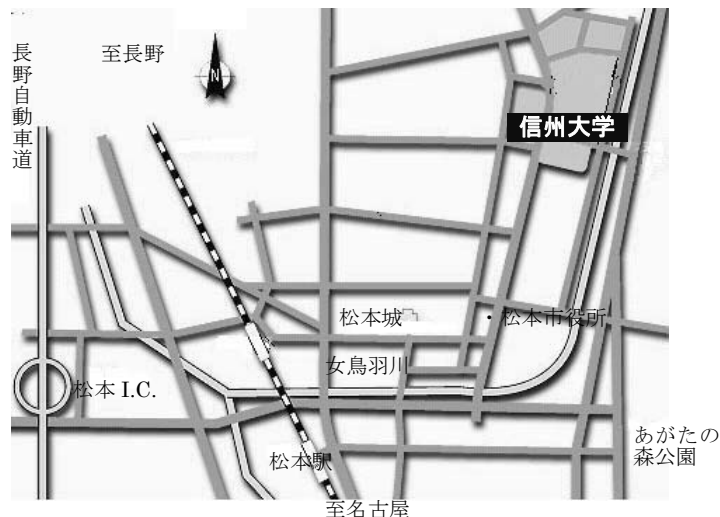 長野自動車道
至長野
N
信州大学
松本城
・松本市役所
女鳥羽川
松本 I.C.
あがたの
森公園
松本駅
至名古屋